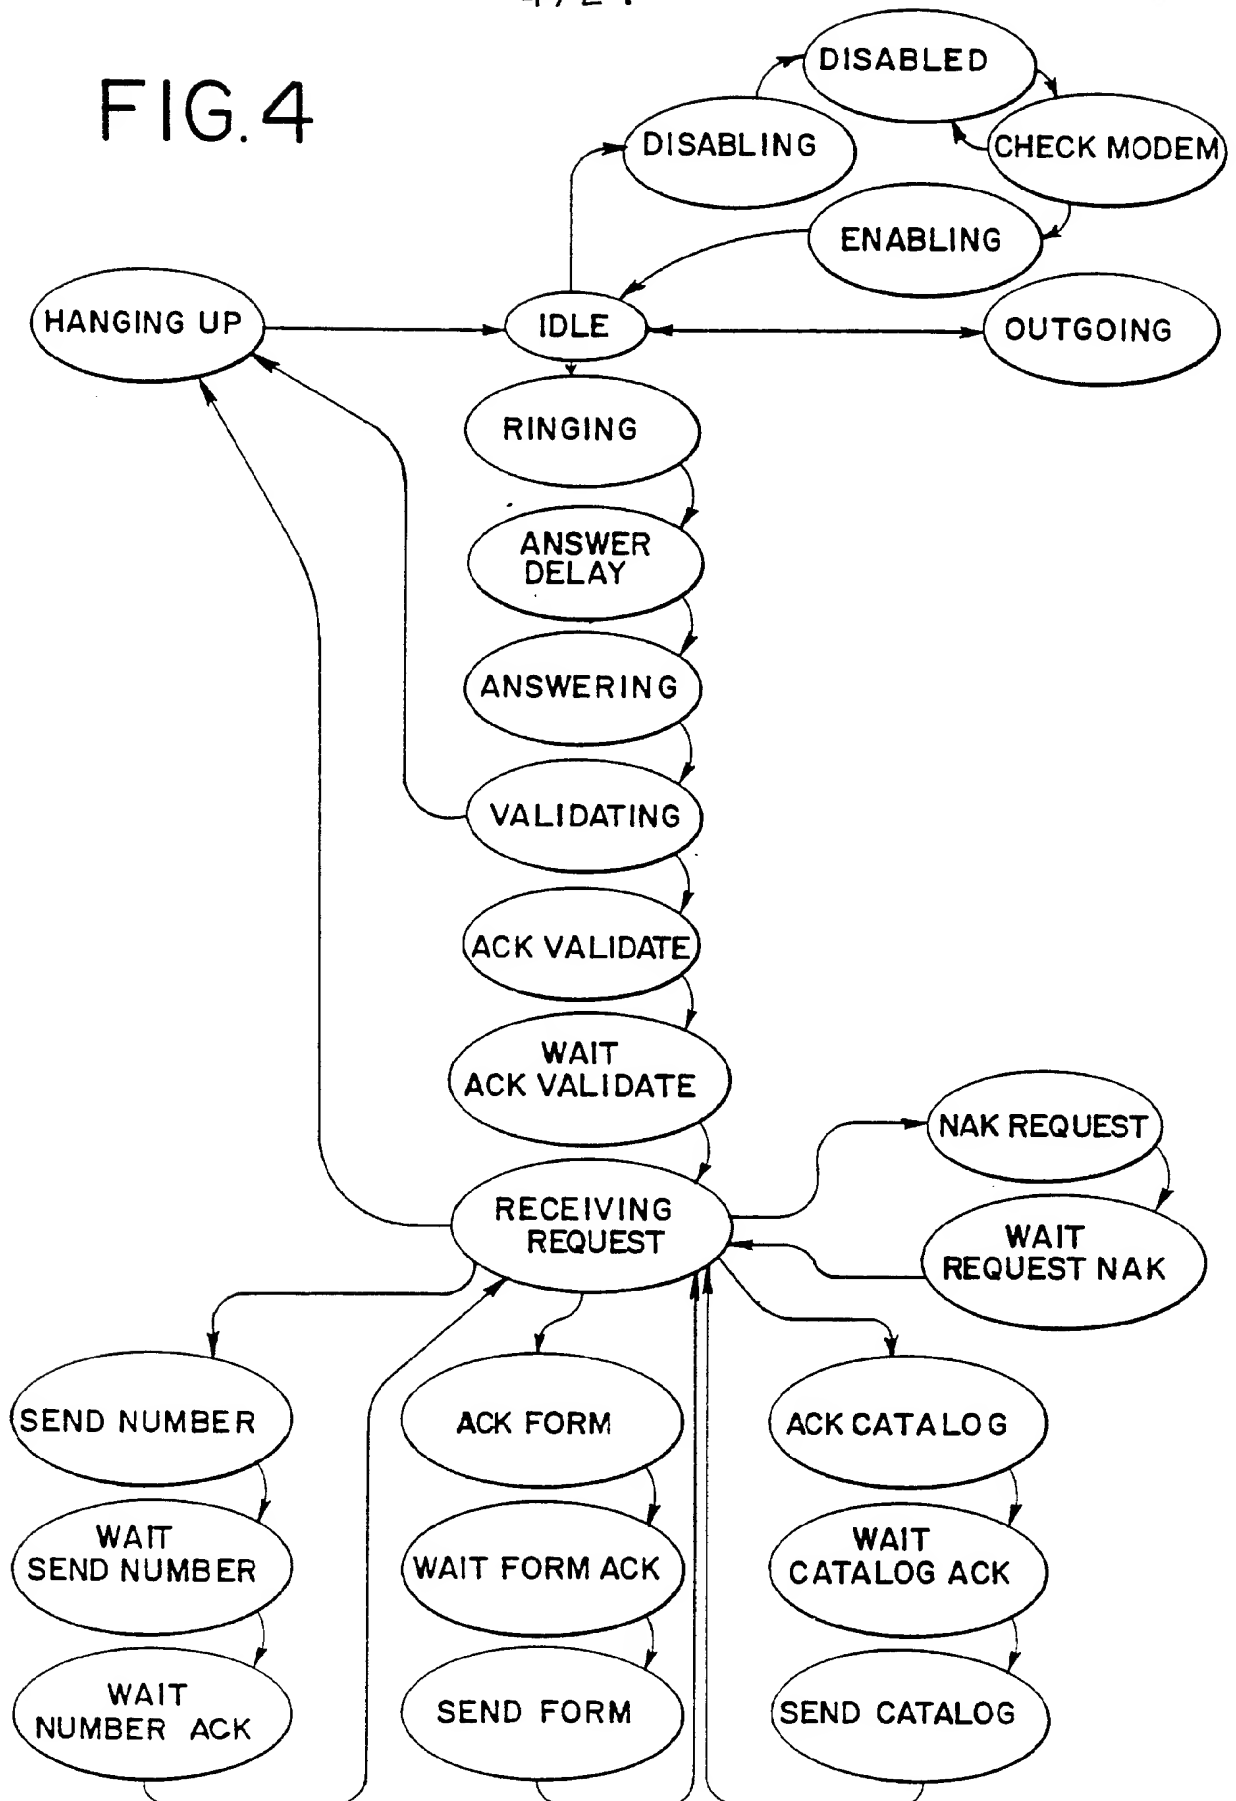 FIG. 4
DISABLED
DISABLING
CHECK MODEM
ENABLING
HANGING UP
IDLE
OUTGOING
RINGING
ANSWER
DELAY
ANSWERING
VALIDATING
ACK VALIDATE
WAIT
ACK VALIDATE
NAK REQUEST
RECEIVING
REQUEST
WAIT
REQUEST NAK
SEND NUMBER
ACK FORM
ACK CATALOG
WAIT
SEND NUMBER
WAIT FORM ACK
WAIT
CATALOG ACK
WAIT
NUMBER ACK
SEND FORM
SEND CATALOG